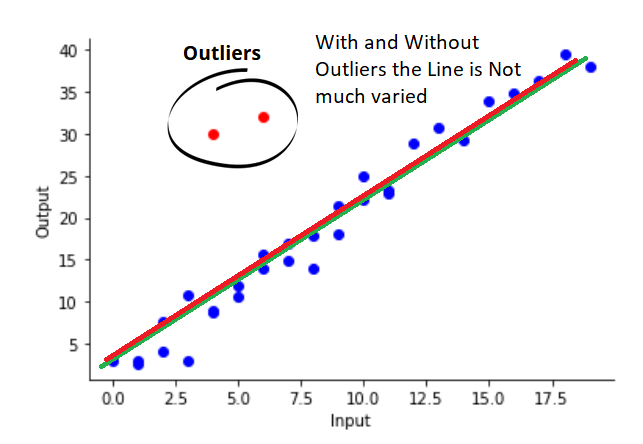 Outliers
With and Without
Outliers the Line is Not
much varied
40
35
30
25
20
15
10
5
Output
0.0 2.5 5.0 7.5 10.0 12.5 15.0 17.5
Input